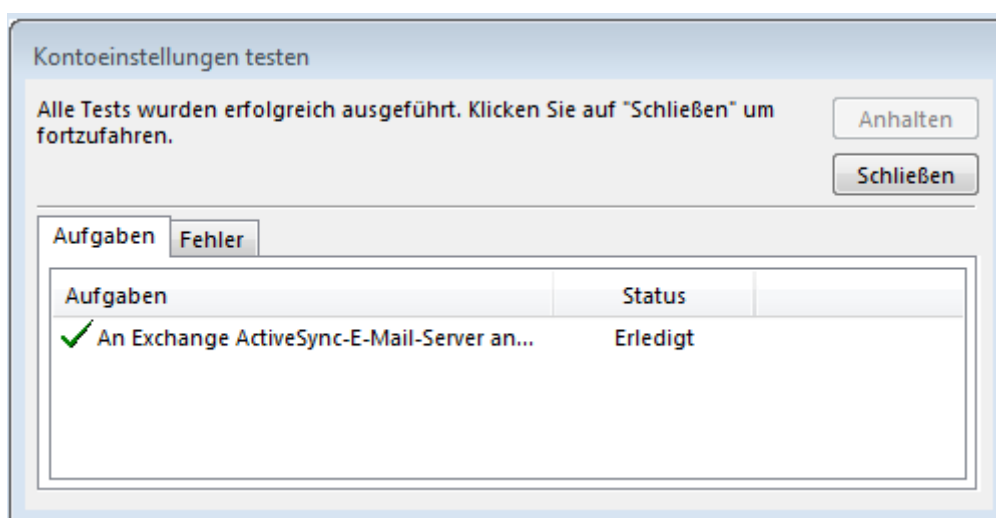 Kontoeinstellungen testen
Alle Tests wurden erfolgreich ausgeführt. Klicken Sie auf "Schließen" um
fortzufahren.
Anhalten
Schließen
Aufgaben Fehler
Aufgaben Status
An Exchange ActiveSync-E-Mail-Server an... Erledigt